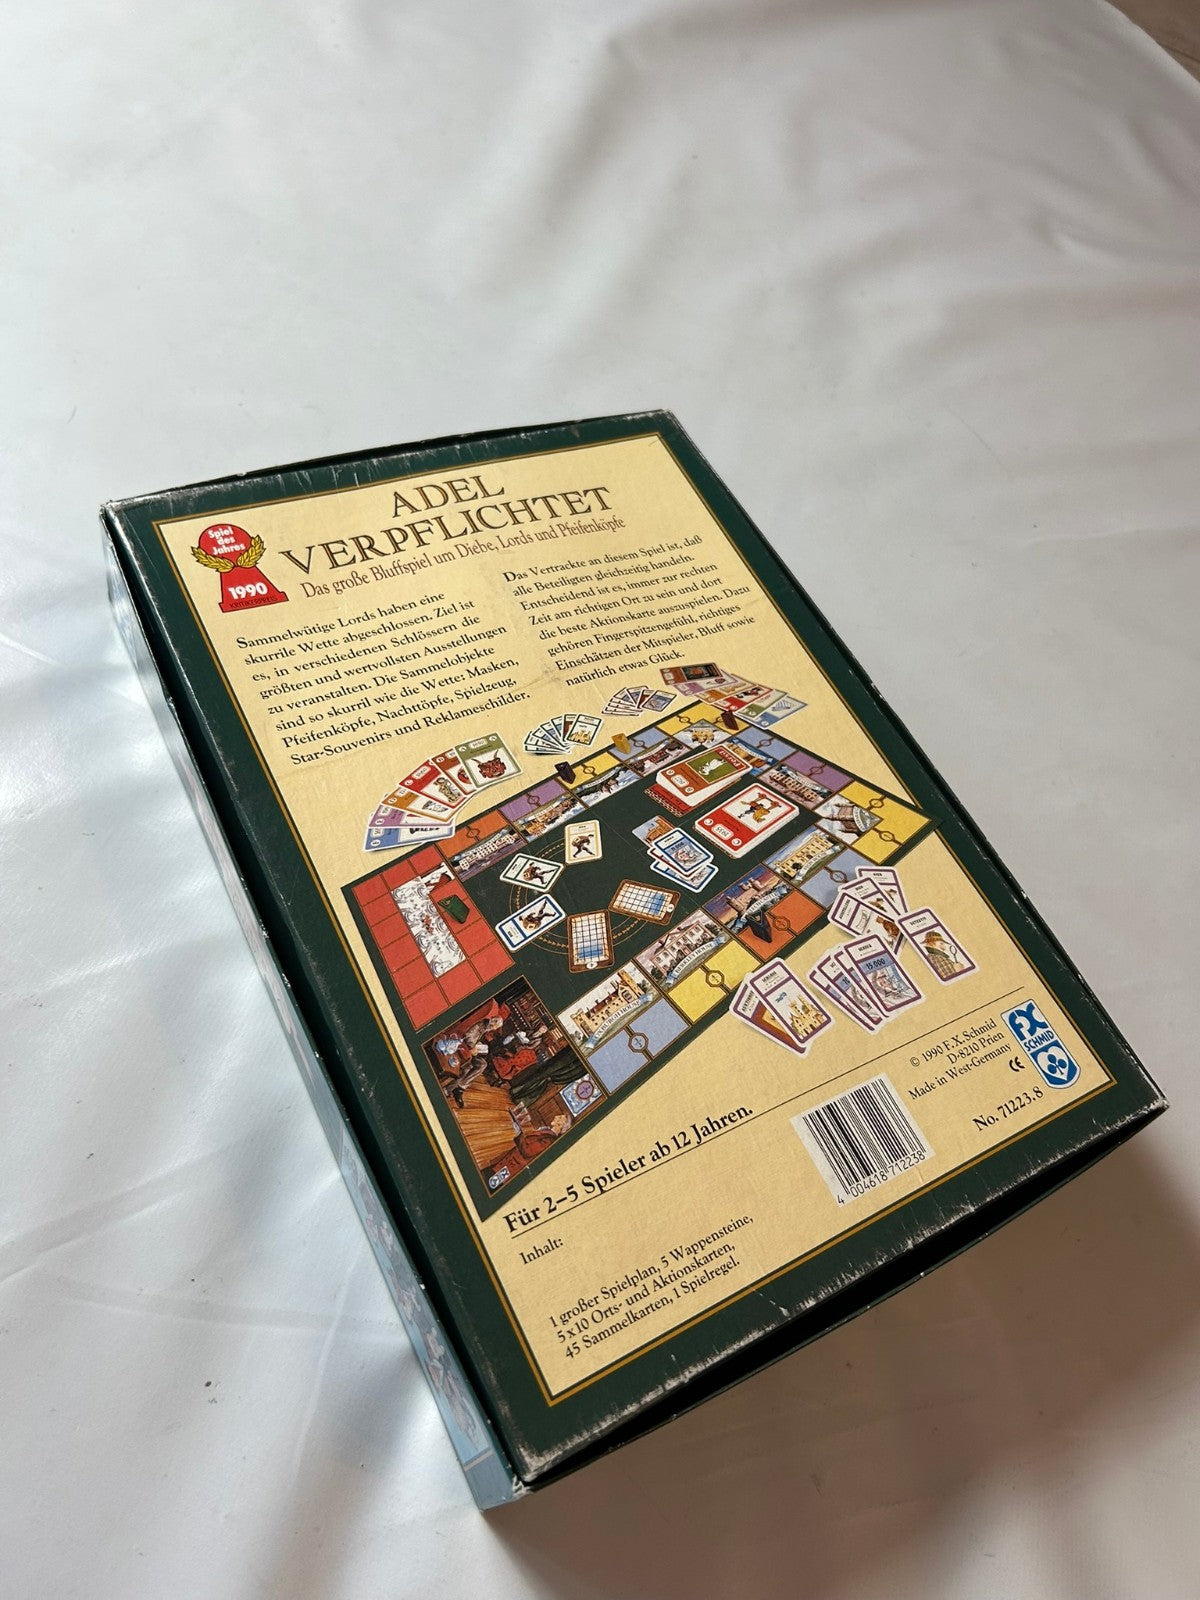 ADEL
VERPFLICHTET
Das große Bluffspiel um Diebe, Lords und Pfeifenköpfe
Spiel
des
Jahres
1990
KRITIKERPREIS
Sammelwütige Lords haben eine
skurrile Wette abgeschlossen. Ziel ist
es, in verschiedenen Schlössern die
größten und wertvollsten Ausstellungen
zu veranstalten. Die Sammelobjekte
sind so skurril wie die Wette: Masken,
Pfeifenköpfe, Nachttöpfe, Spielzeug,
Star-Souvenirs und Reklameschilder.
Das Vertrackte an diesem Spiel ist, daß
alle Beteiligten gleichzeitig handeln.
Entscheidend ist es, immer zur rechten
Zeit am richtigen Ort zu sein und dort
die beste Aktionskarte auszuspielen. Dazu
gehören Fingerspitzengefühl, richtiges
Einschätzen der Mitspieler, Bluff sowie
natürlich etwas Glück.
15 000
DETEKTIV
Für 2–5 Spieler ab 12 Jahren.
Inhalt:
1 großer Spielplan, 5 Wappensteine,
5 x 10 Orts- und Aktionskarten,
45 Sammelkarten, 1 Spielregel.
4 004618 712238
© 1990 F.X. Schmid
D-8210 Prien
Made in West-Germany
CE
No. 71223.8
FX
SCHMID